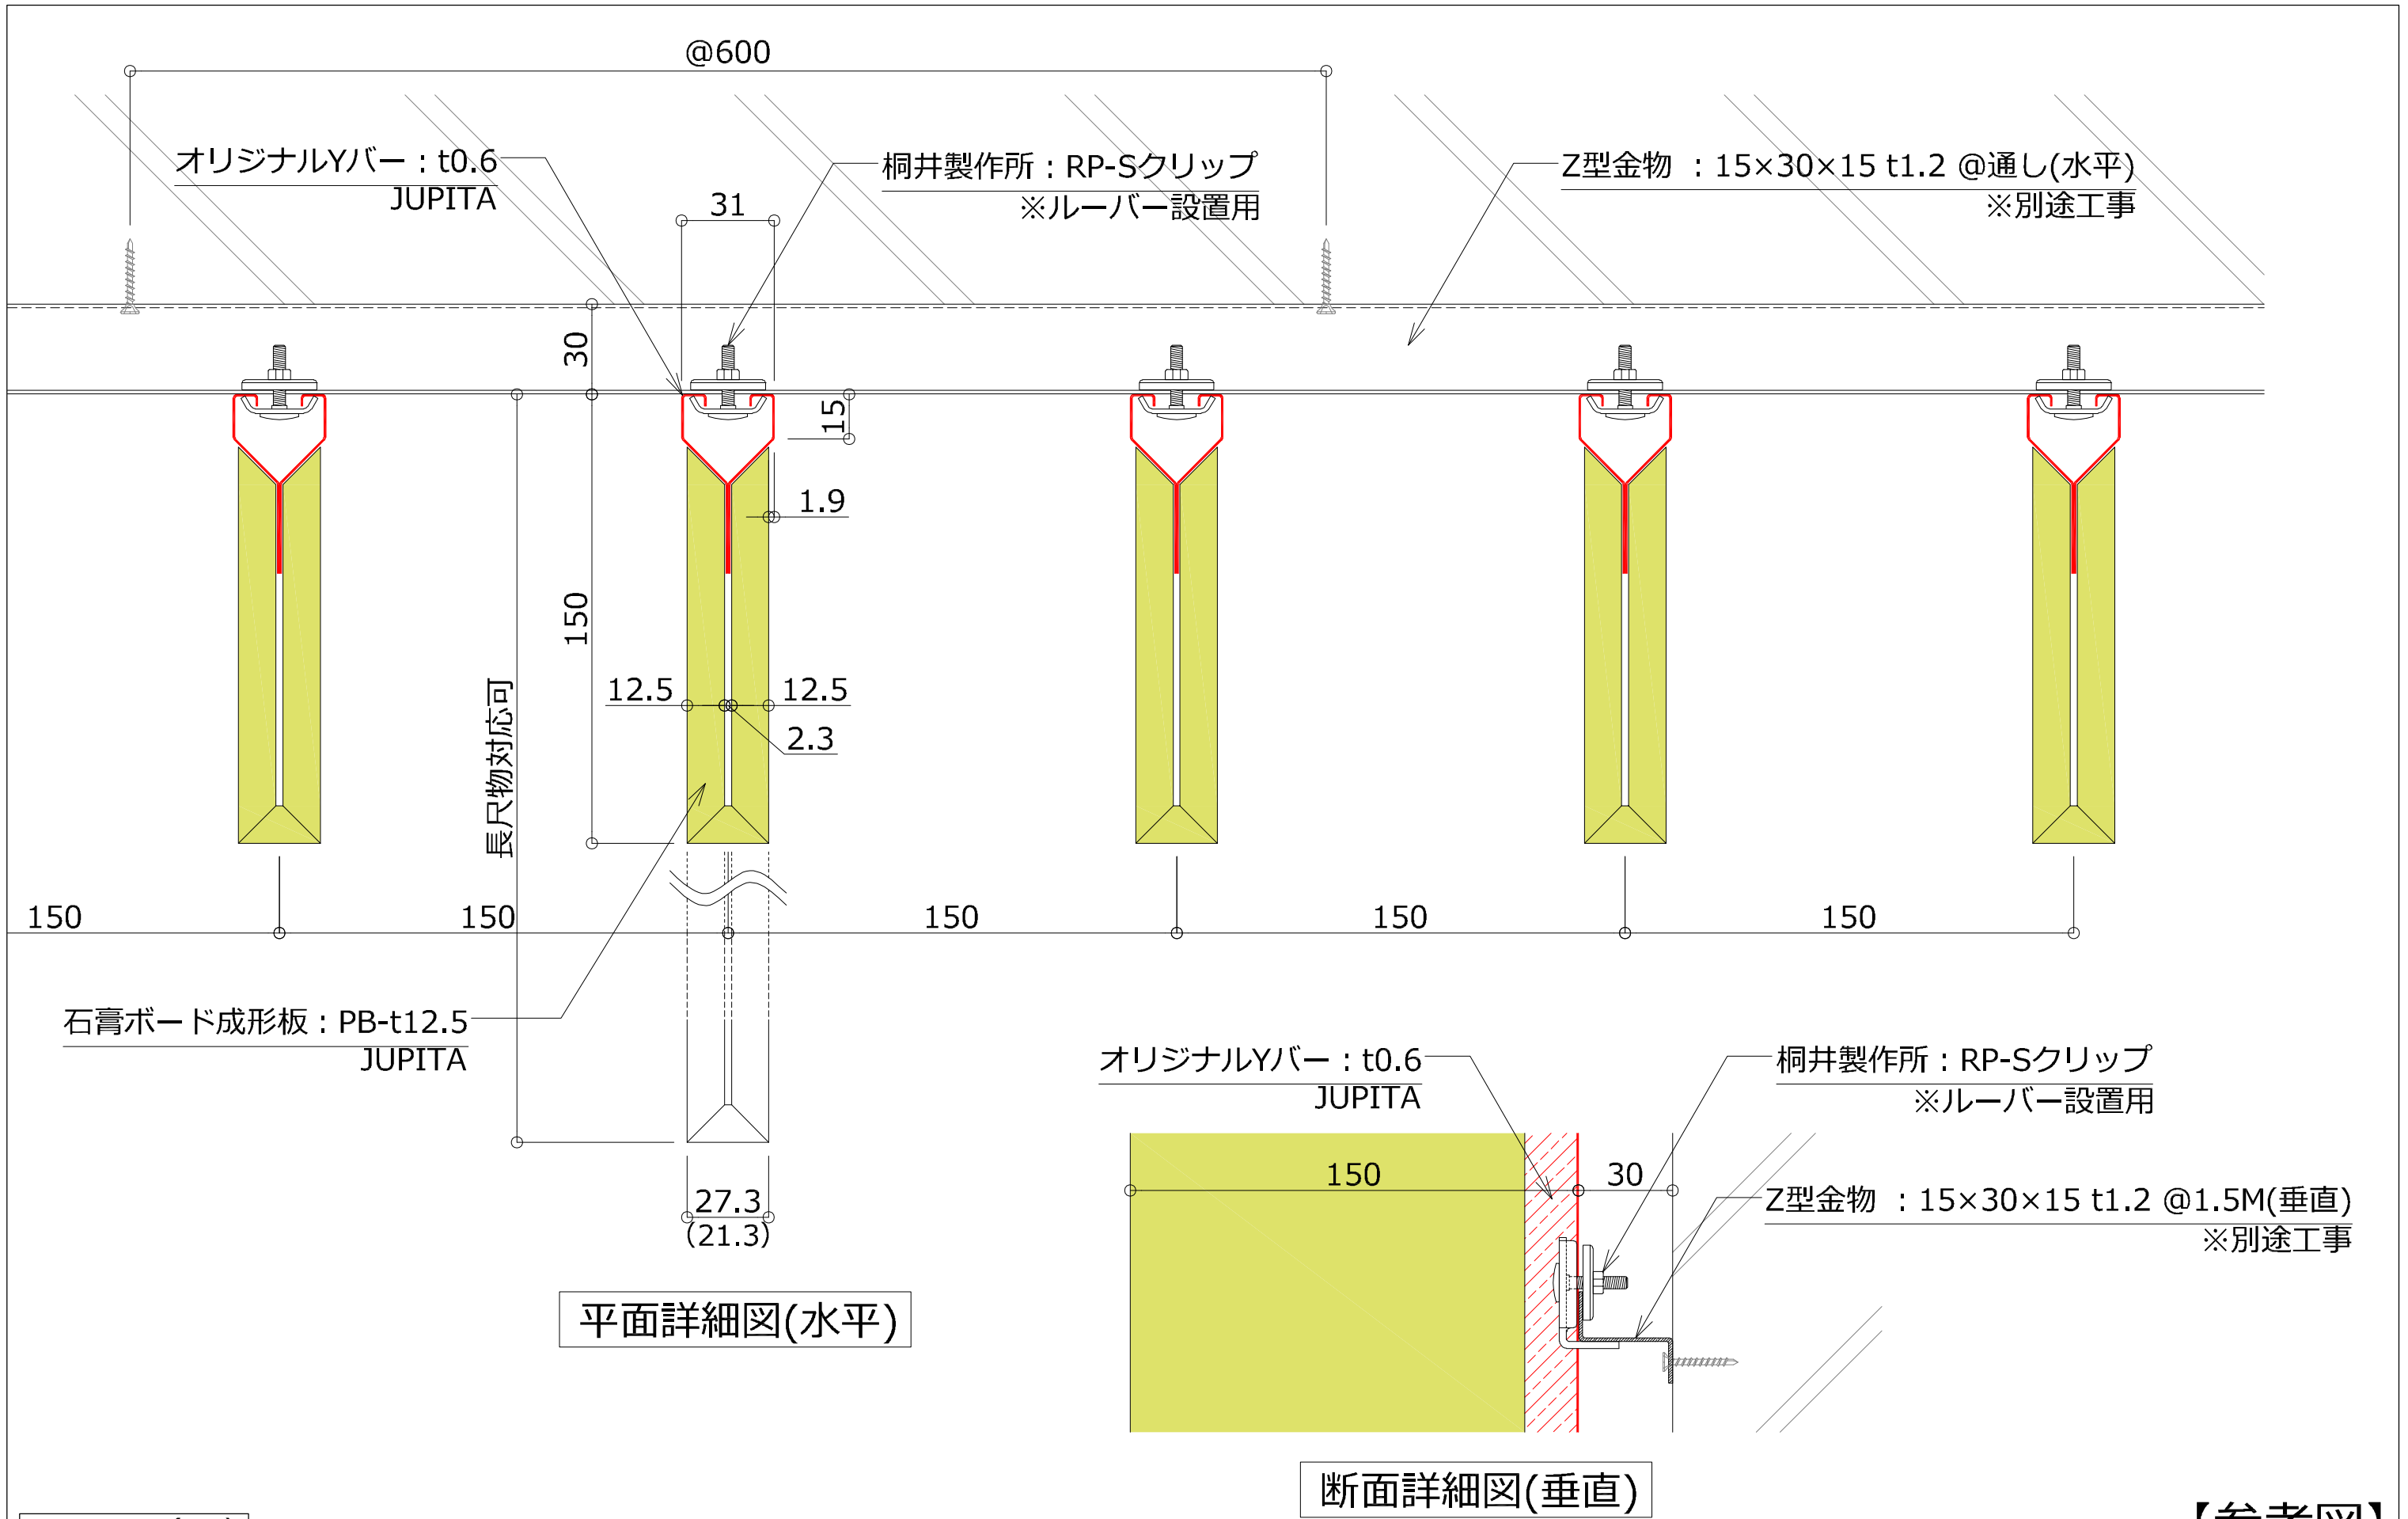 @600
オリジナルYバー：t0.6
JUPITA
桐井製作所：RP-Sクリップ
※ルーバー設置用
Z型金物 ：15×30×15 t1.2 @通し(水平)
※別途工事
31
30
15
1.9
150
12.5
12.5
2.3
長尺物対応可
150
150
150
150
150
石膏ボード成形板：PB-t12.5
JUPITA
27.3
(21.3)
平面詳細図(水平)
オリジナルYバー：t0.6
JUPITA
桐井製作所：RP-Sクリップ
※ルーバー設置用
150
30
Z型金物 ：15×30×15 t1.2 @1.5M(垂直)
※別途工事
断面詳細図(垂直)
【参考図】